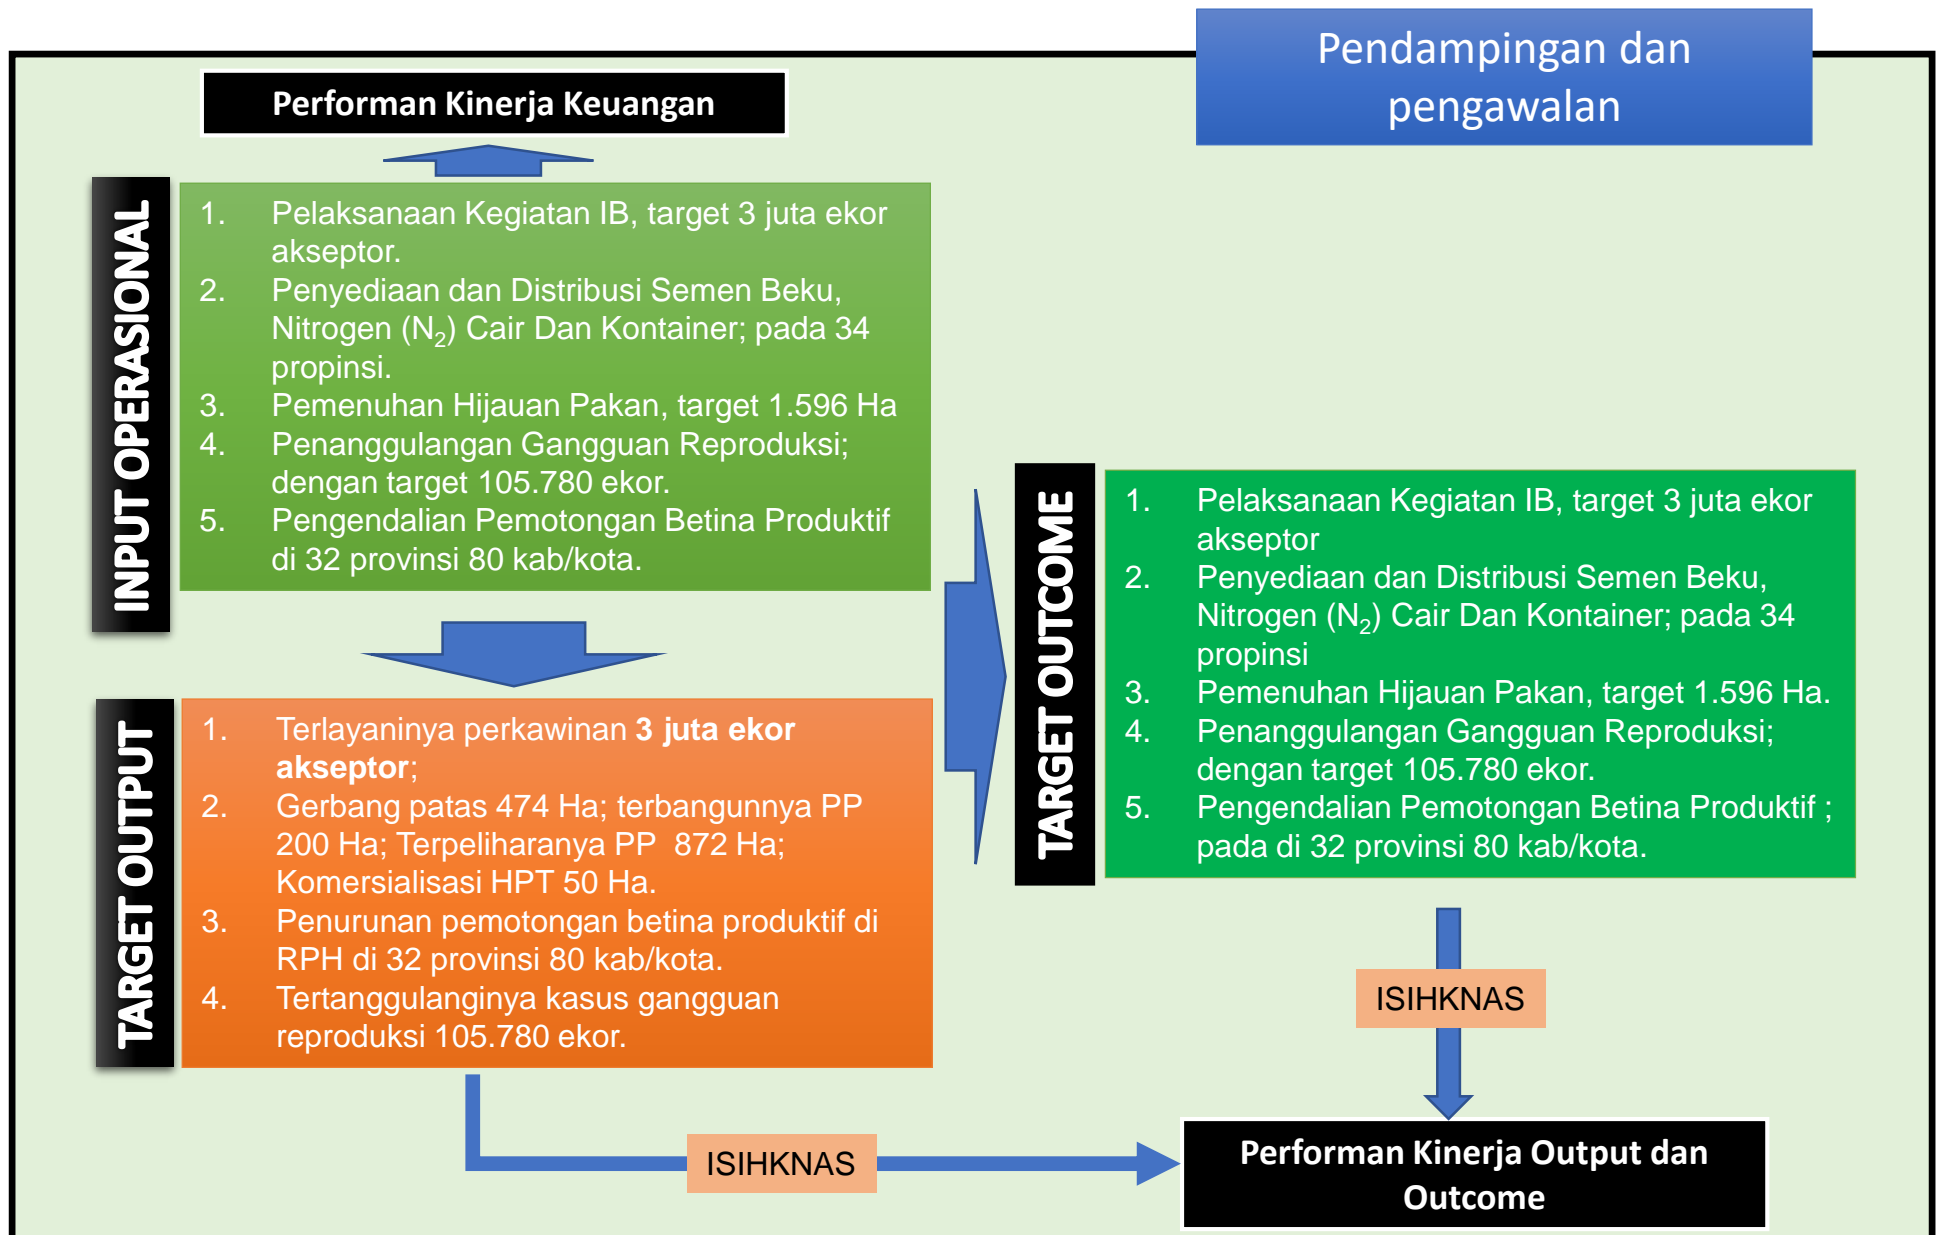 Pendampingan dan
pengawalan
Performan Kinerja Keuangan
INPUT OPERASIONAL
1. Pelaksanaan Kegiatan IB, target 3 juta ekor
akseptor.
2. Penyediaan dan Distribusi Semen Beku,
Nitrogen (N₂) Cair Dan Kontainer; pada 34
propinsi.
3. Pemenuhan Hijauan Pakan, target 1.596 Ha
4. Penanggulangan Gangguan Reproduksi;
dengan target 105.780 ekor.
5. Pengendalian Pemotongan Betina Produktif
di 32 provinsi 80 kab/kota.
TARGET OUTPUT
1. Terlayaninya perkawinan 3 juta ekor
akseptor;
2. Gerbang patas 474 Ha; terbangunnya PP
200 Ha; Terpeliharanya PP 872 Ha;
Komersialisasi HPT 50 Ha.
3. Penurunan pemotongan betina produktif di
RPH di 32 provinsi 80 kab/kota.
4. Tertanggulanginya kasus gangguan
reproduksi 105.780 ekor.
TARGET OUTCOME
1. Pelaksanaan Kegiatan IB, target 3 juta ekor
akseptor
2. Penyediaan dan Distribusi Semen Beku,
Nitrogen (N₂) Cair Dan Kontainer; pada 34
propinsi
3. Pemenuhan Hijauan Pakan, target 1.596 Ha.
4. Penanggulangan Gangguan Reproduksi;
dengan target 105.780 ekor.
5. Pengendalian Pemotongan Betina Produktif ;
pada di 32 provinsi 80 kab/kota.
ISIHKNAS
ISIHKNAS
Performan Kinerja Output dan
Outcome